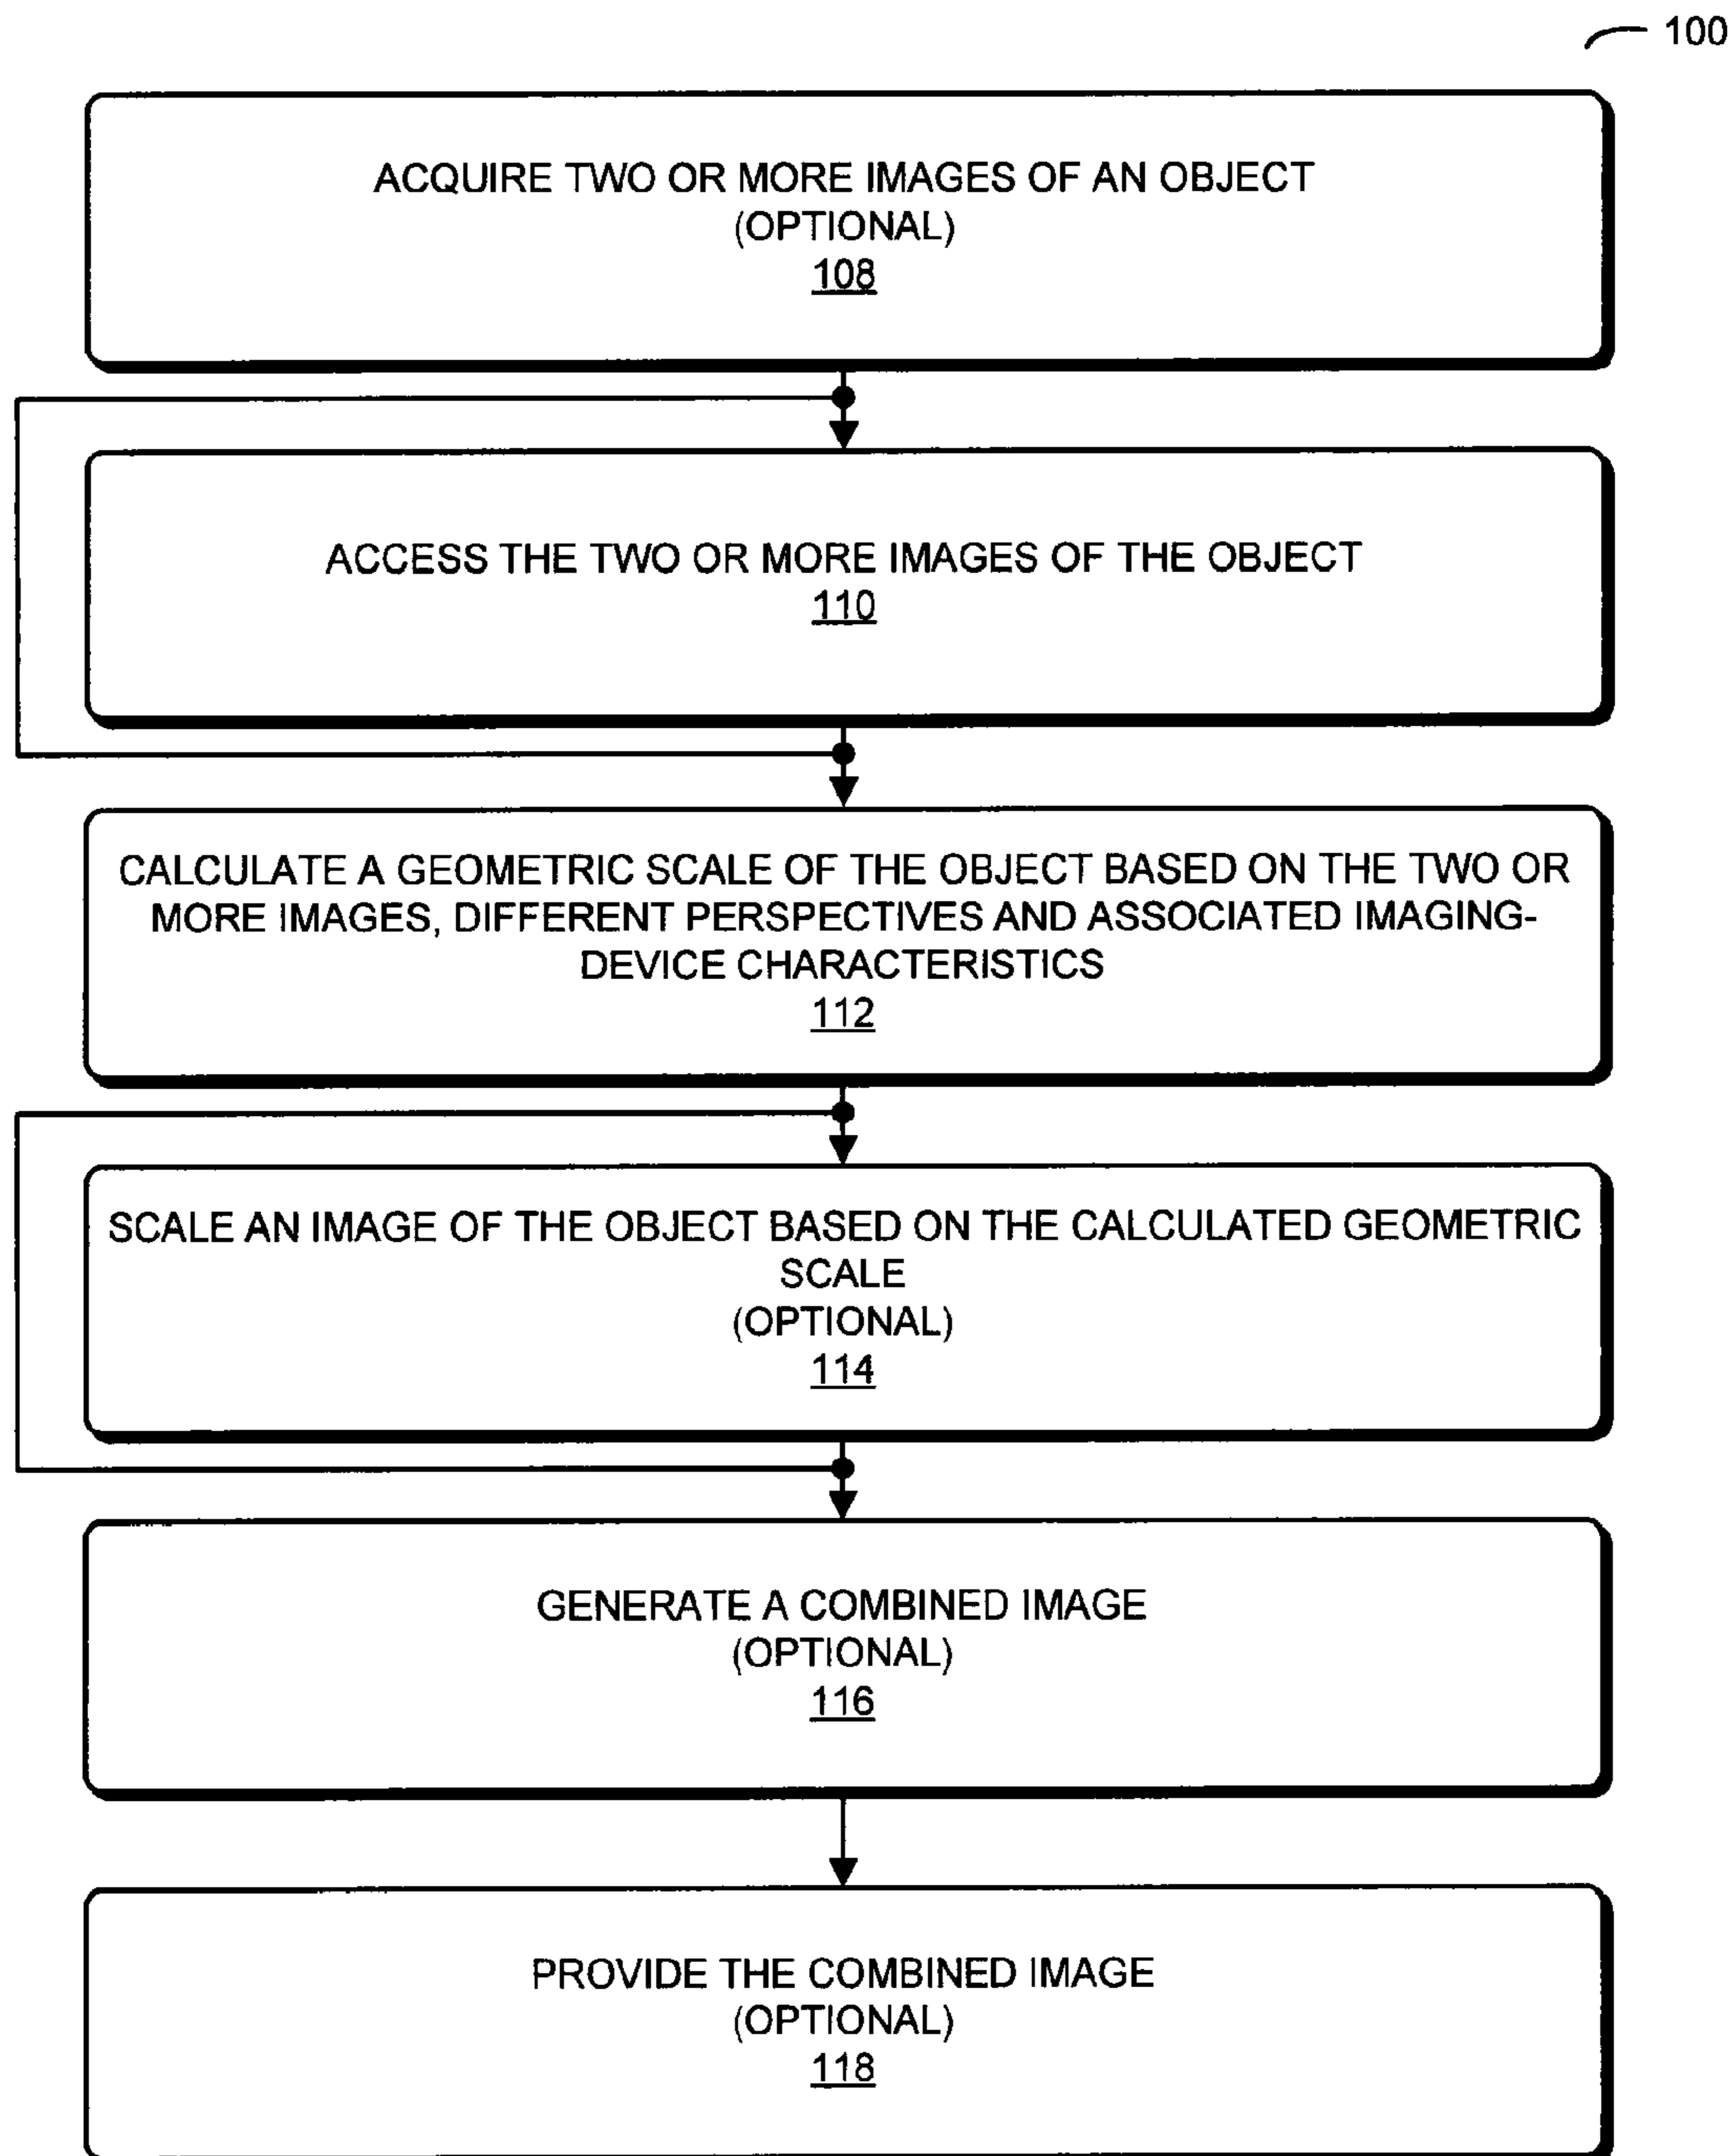 100
ACQUIRE TWO OR MORE IMAGES OF AN OBJECT
(OPTIONAL)
108
ACCESS THE TWO OR MORE IMAGES OF THE OBJECT
110
CALCULATE A GEOMETRIC SCALE OF THE OBJECT BASED ON THE TWO OR
MORE IMAGES, DIFFERENT PERSPECTIVES AND ASSOCIATED IMAGING-
DEVICE CHARACTERISTICS
112
SCALE AN IMAGE OF THE OBJECT BASED ON THE CALCULATED GEOMETRIC
SCALE
(OPTIONAL)
114
GENERATE A COMBINED IMAGE
(OPTIONAL)
116
PROVIDE THE COMBINED IMAGE
(OPTIONAL)
118